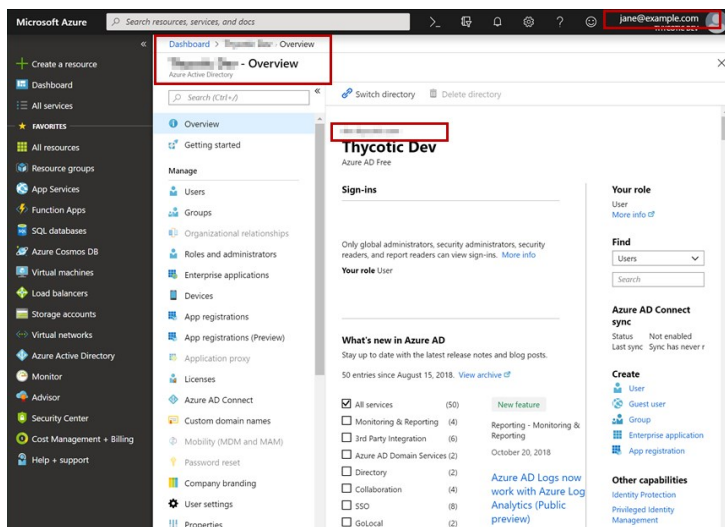 Microsoft Azure
Search resources, services, and docs
jane@example.com
THYCOTIC DEV
Create a resource
Dashboard
All services
FAVORITES
All resources
Resource groups
App Services
Function Apps
SQL databases
Azure Cosmos DB
Virtual machines
Load balancers
Storage accounts
Virtual networks
Azure Active Directory
Monitor
Advisor
Security Center
Cost Management + Billing
Help + support
Dashboard > - Overview
- Overview
Azure Active Directory
Search (Ctrl+/)
Overview
Getting started
Manage
Users
Groups
Organizational relationships
Roles and administrators
Enterprise applications
Devices
App registrations
App registrations (Preview)
Application proxy
Licenses
Azure AD Connect
Custom domain names
Mobility (MDM and MAM)
Password reset
Company branding
User settings
Properties
Switch directory
Delete directory
Thycotic Dev
Azure AD Free
Sign-ins
Only global administrators, security administrators, security
readers, and report readers can view sign-ins. More info
Your role User
What's new in Azure AD
Stay up to date with the latest release notes and blog posts.
50 entries since August 15, 2018. View archive
All services (50)
Monitoring & Reporting (4)
3rd Party Integration (6)
Azure AD Domain Services (2)
Directory (2)
Collaboration (4)
SSO (8)
GoLocal (2)
New feature
Reporting - Monitoring &
Reporting
October 20, 2018
Azure AD Logs now
work with Azure Log
Analytics (Public
preview)
Your role
User
More info
Find
Users
Search
Azure AD Connect
sync
Status Not enabled
Last sync Sync has never r
Create
User
Guest user
Group
Enterprise application
App registration
Other capabilities
Identity Protection
Privileged Identity
Management